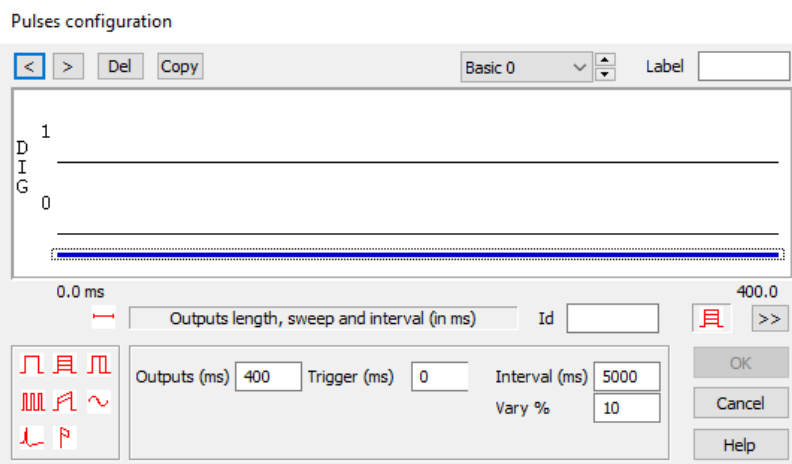 Pulses configuration
< > Del Copy Basic 0 Label
1
DIG
0
0.0 ms 400.0
Outputs length, sweep and interval (in ms) Id >>
Outputs (ms) 400 Trigger (ms) 0 Interval (ms) 5000 OK
Vary % 10 Cancel
Help